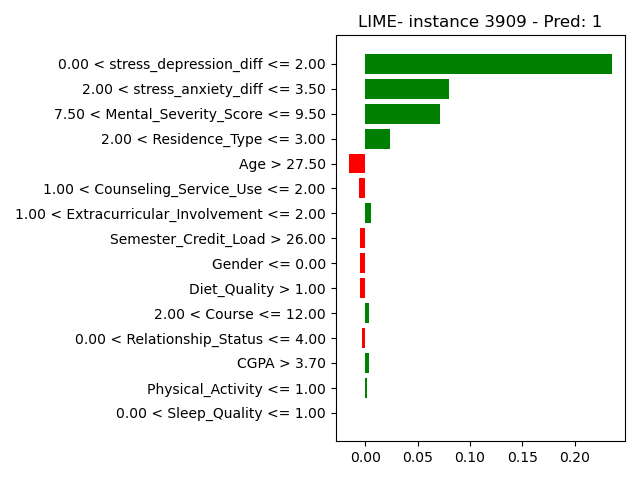 LIME- instance 3909 - Pred: 1
0.00 < stress_depression_diff <= 2.00
2.00 < stress_anxiety_diff <= 3.50
7.50 < Mental_Severity_Score <= 9.50
2.00 < Residence_Type <= 3.00
Age > 27.50
1.00 < Counseling_Service_Use <= 2.00
1.00 < Extracurricular_Involvement <= 2.00
Semester_Credit_Load > 26.00
Gender <= 0.00
Diet_Quality > 1.00
2.00 < Course <= 12.00
0.00 < Relationship_Status <= 4.00
CGPA > 3.70
Physical_Activity <= 1.00
0.00 < Sleep_Quality <= 1.00
0.00 0.05 0.10 0.15 0.20